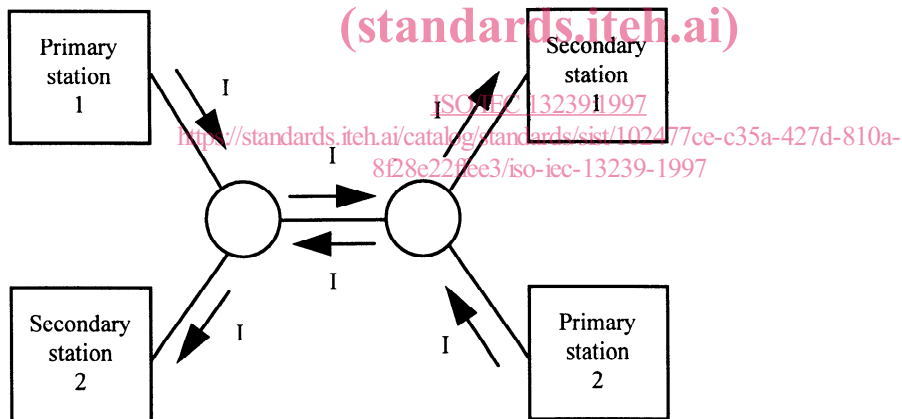 (standards.iteh.ai)
Primary
station
1
Secondary
station
1
I
I
ISO/IEC 13239:1997
https://standards.iteh.ai/catalog/standards/sist/102477ce-c35a-427d-810a-
8f28e22ffee3/iso-iec-13239-1997
I
I
Secondary
station
2
I
I
Primary
station
2